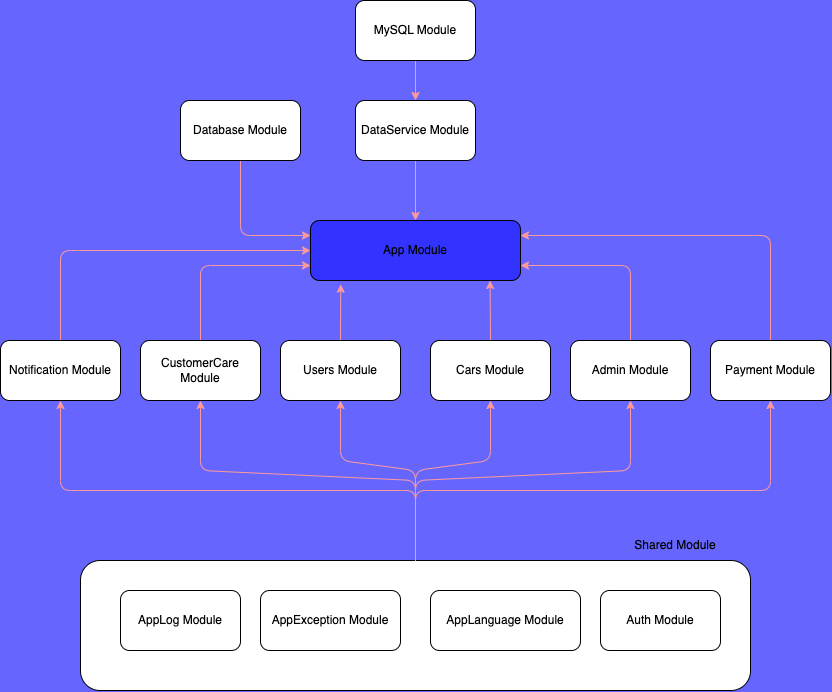 MySQL Module
Database Module
DataService Module
App Module
Notification Module
CustomerCare
Module
Users Module
Cars Module
Admin Module
Payment Module
Shared Module
AppLog Module
AppException Module
AppLanguage Module
Auth Module